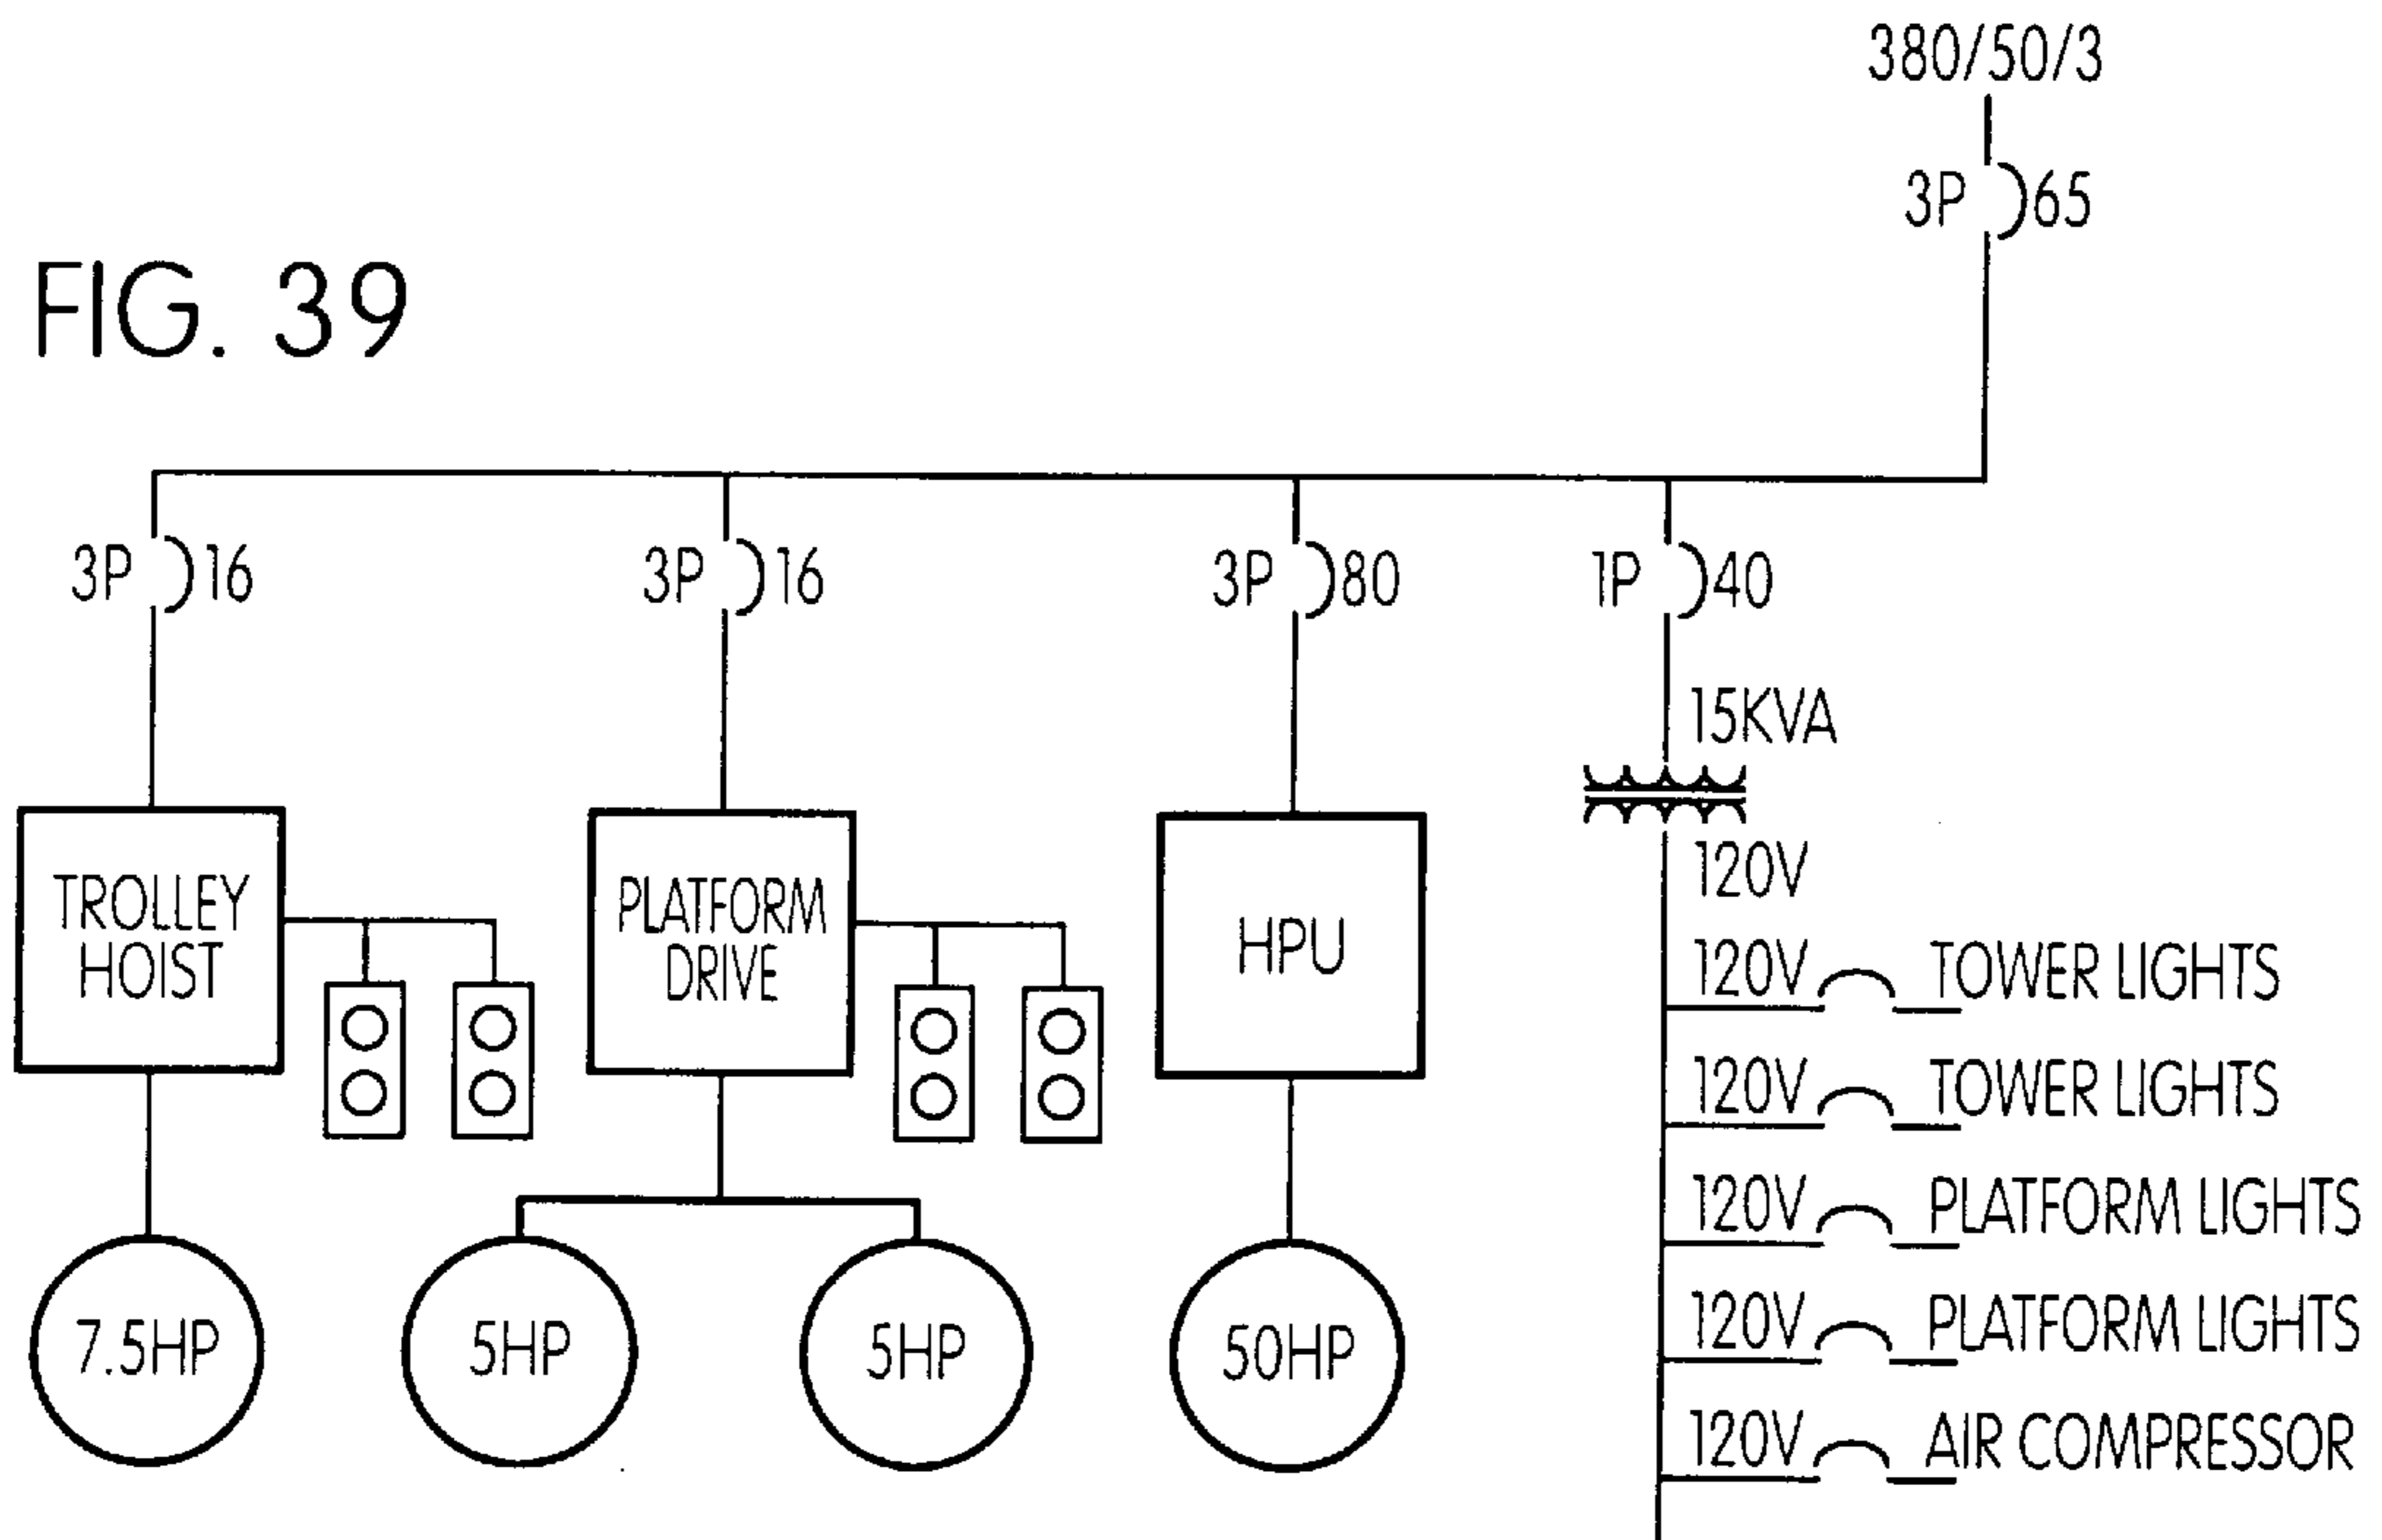 380/50/3
3P 65
FIG. 39
3P 16
3P 16
3P 80
1P 40
15KVA
120V
TROLLEY
HOIST
PLATFORM
DRIVE
HPU
120V TOWER LIGHTS
120V TOWER LIGHTS
120V PLATFORM LIGHTS
120V PLATFORM LIGHTS
120V AIR COMPRESSOR
7.5HP
5HP
5HP
50HP